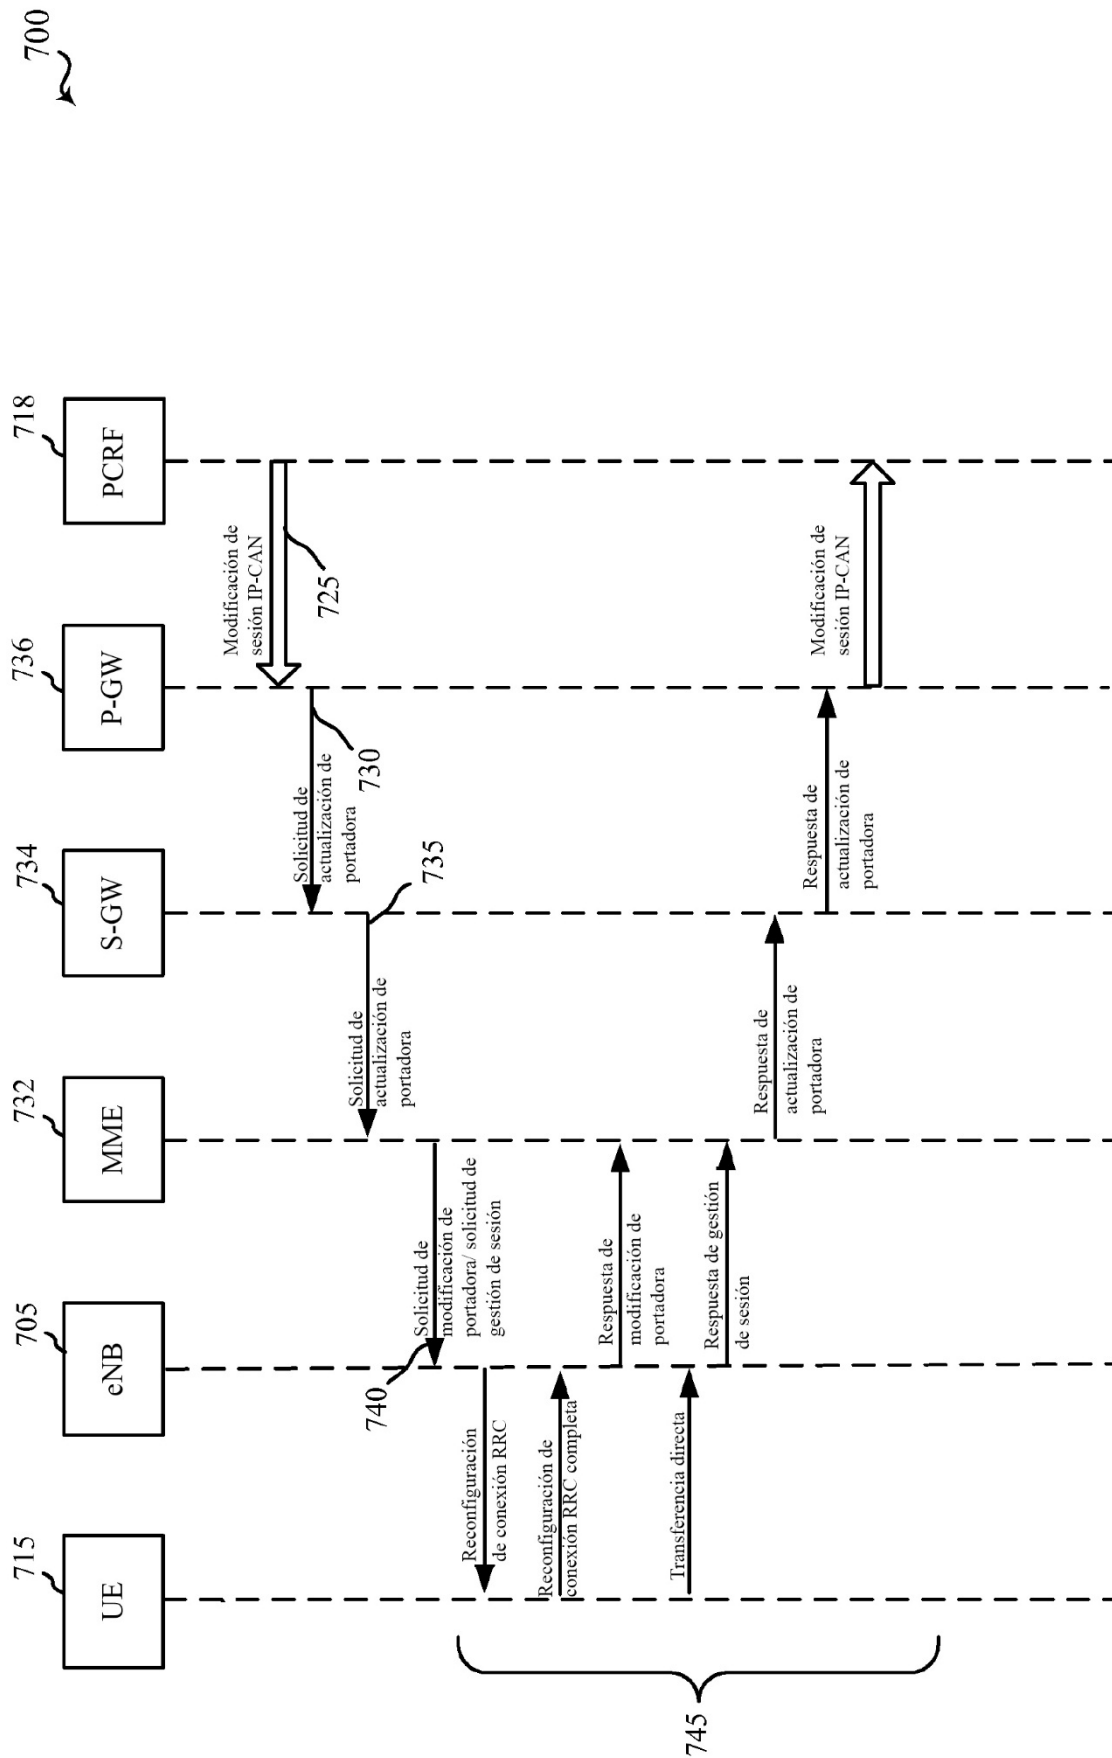 700
715
705
732
734
736
718
UE
eNB
MME
S-GW
P-GW
PCRF
Modificación de
sesión IP-CAN
725
Solicitud de
actualización de
portadora
730
Solicitud de
actualización de
portadora
735
Solicitud de
modificación de
portadora/ solicitud de
gestión de sesión
740
Reconfiguración
de conexión RRC
Reconfiguración de
conexión RRC completa
Respuesta de
modificación de
portadora
Transferencia directa
Respuesta de gestión
de sesión
Respuesta de
actualización de
portadora
Respuesta de
actualización de
portadora
Modificación de
sesión IP-CAN
745